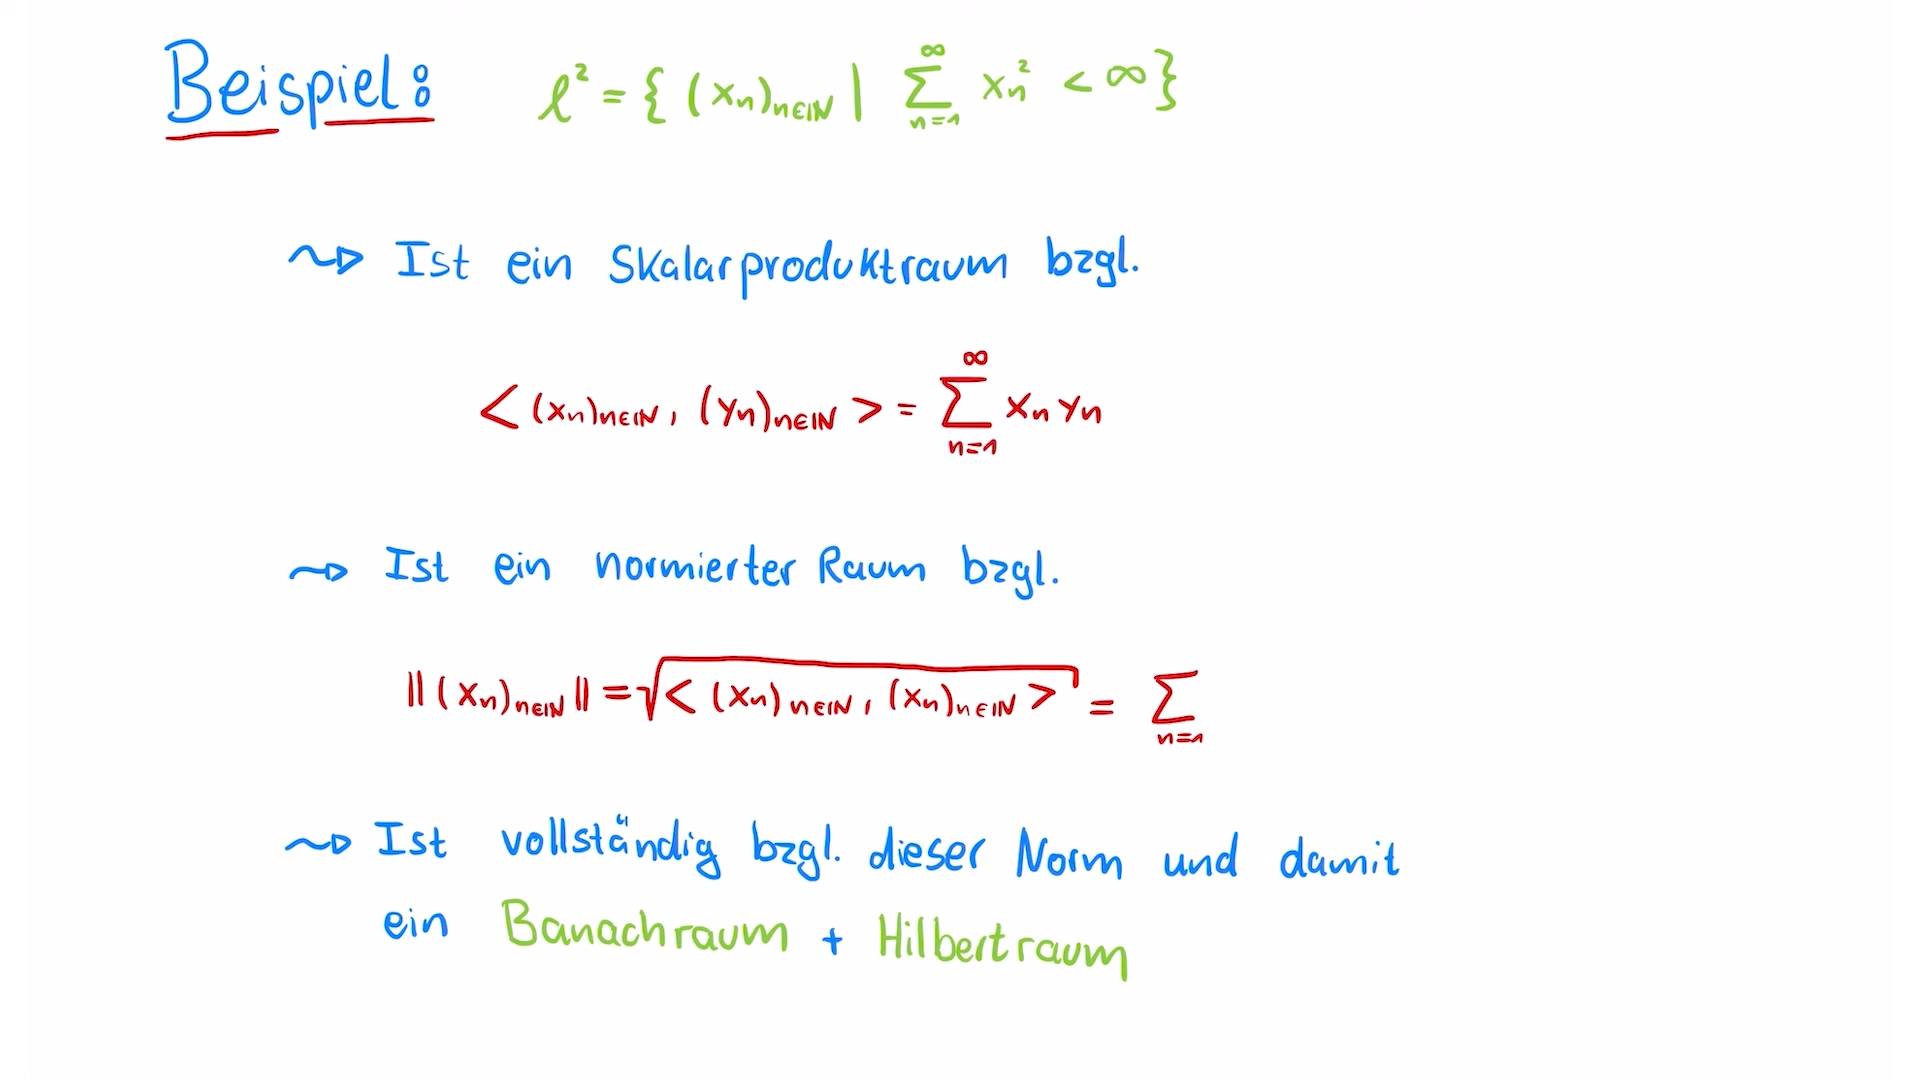 Beispiel: ℓ² = { (xₙ)ₙ∈ℕ | ∑_{n=1}^{∞} xₙ² < ∞ }
⇝ Ist ein Skalarproduktraum bzgl.
< (xₙ)ₙ∈ℕ, (yₙ)ₙ∈ℕ > = ∑_{n=1}^{∞} xₙ yₙ
⇝ Ist ein normierter Raum bzgl.
‖(xₙ)ₙ∈ℕ‖ = √(< (xₙ)ₙ∈ℕ, (xₙ)ₙ∈ℕ >) = ∑_{n=1}
⇝ Ist vollständig bzgl. dieser Norm und damit
ein Banachraum + Hilbertraum